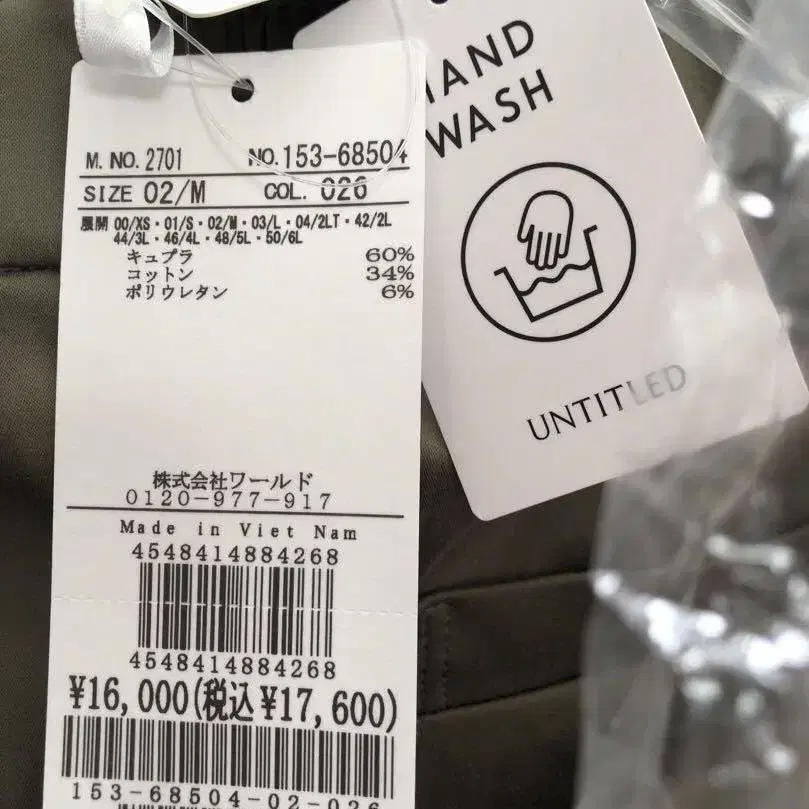 M. NO. 2701 NO. 153-68504
SIZE 02/M COL. 026
展開 00/XS・01/S・02/M・03/L・04/2LT・42/2L
44/3L・46/4L・48/5L・50/6L
キュプラ 60%
コットン 34%
ポリウレタン 6%
株式会社ワールド
0120-977-917
Made in Viet Nam
4548414884268
4548414884268
¥16,000(税込¥17,600)
153-68504-02-026
HAND
WASH
UNTITLED